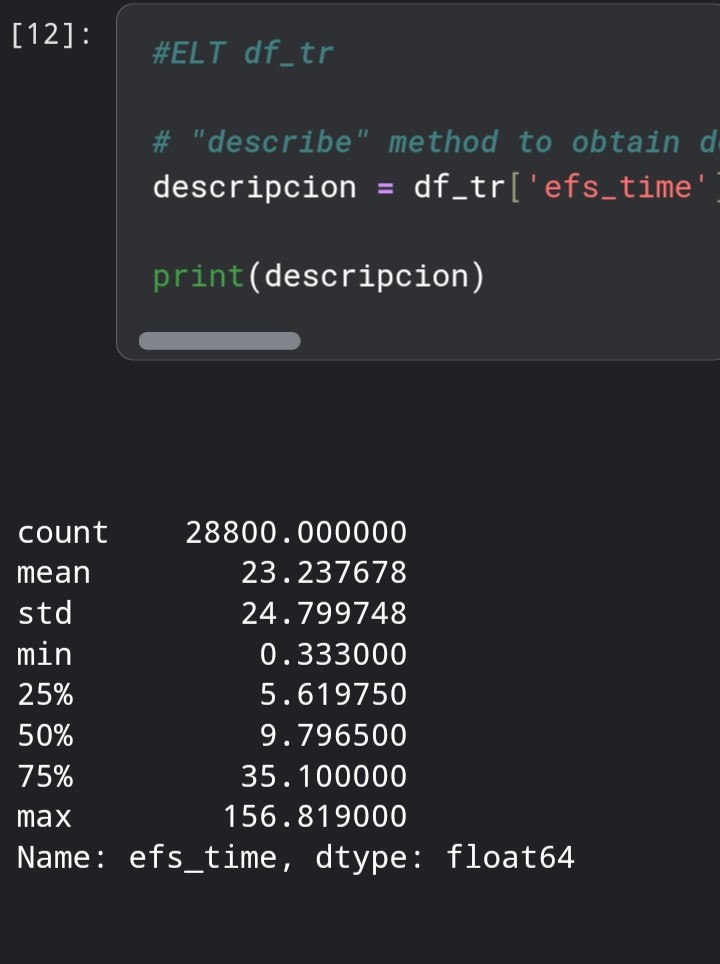 [12]:
#ELT df_tr
# "describe" method to obtain
descripcion = df_tr['efs_time']
print(descripcion)
count 28800.000000
mean 23.237678
std 24.799748
min 0.333000
25% 5.619750
50% 9.796500
75% 35.100000
max 156.819000
Name: efs_time, dtype: float64